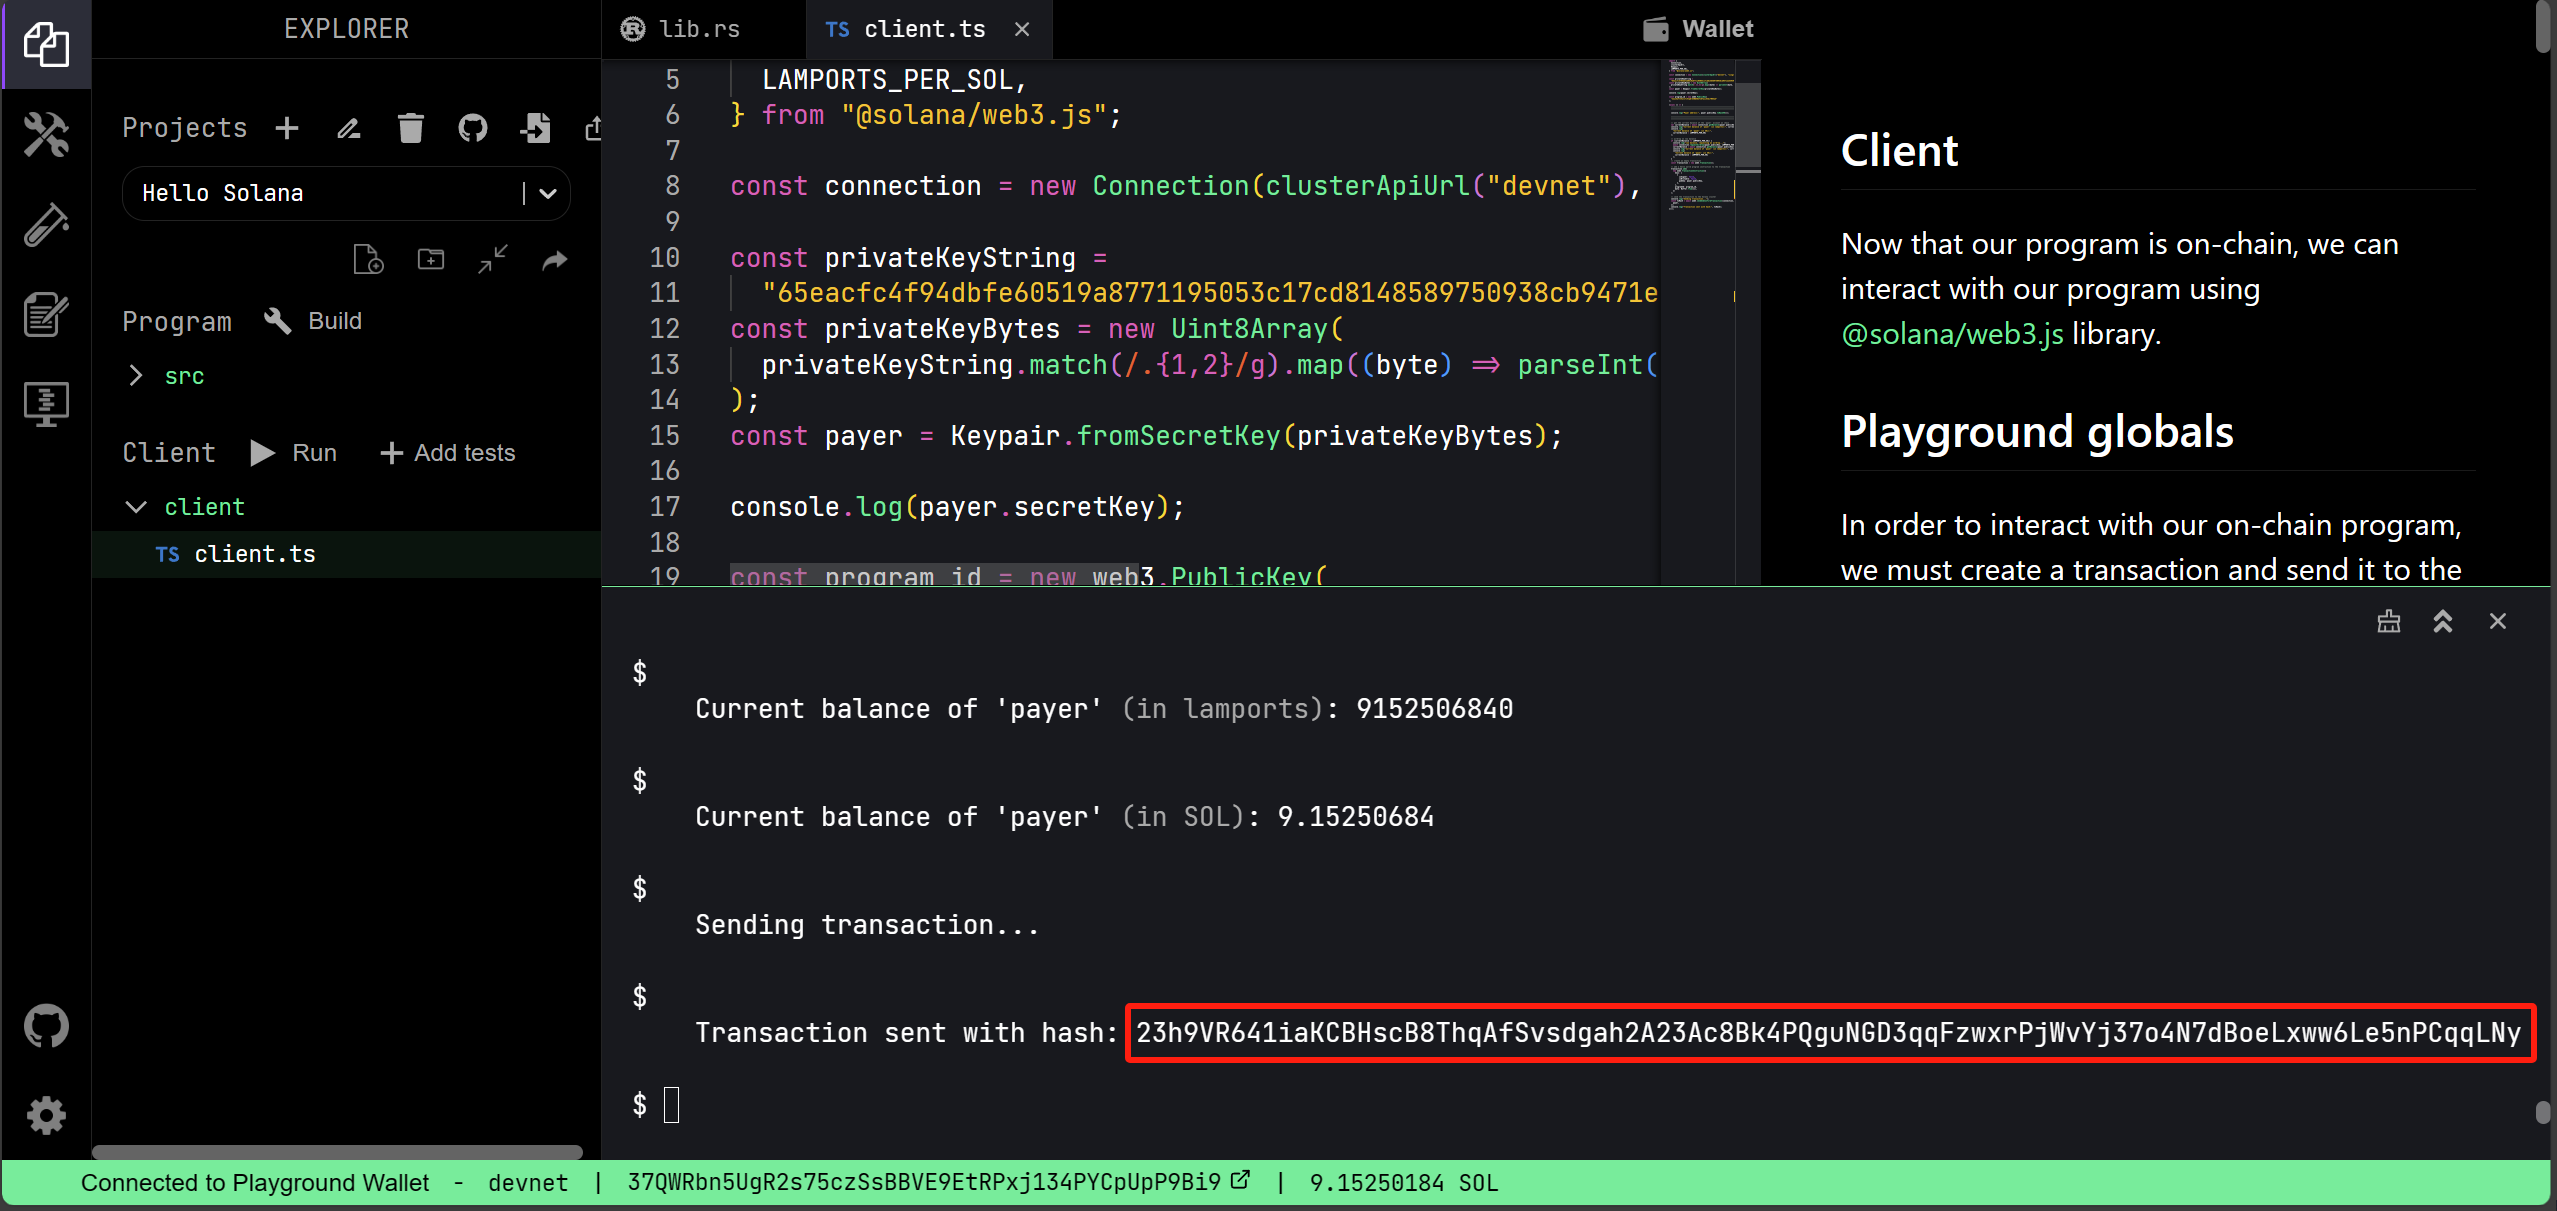 EXPLORER
Projects
Hello Solana
Program Build
src
Client Run Add tests
client
TS client.ts
lib.rs
TS client.ts
Wallet
5 LAMPORTS_PER_SOL,
6 } from "@solana/web3.js";
7
8 const connection = new Connection(clusterApiUrl("devnet"),
9
10 const privateKeyString =
11 "65eacfc4f94dbfe60519a8771195053c17cd8148589750938cb9471e
12 const privateKeyBytes = new Uint8Array(
13 privateKeyString.match(/.{1,2}/g).map((byte) => parseInt(
14 );
15 const payer = Keypair.fromSecretKey(privateKeyBytes);
16
17 console.log(payer.secretKey);
18
19 const program_id = new web3.PublicKey(
Client
Now that our program is on-chain, we can
interact with our program using
@solana/web3.js library.
Playground globals
In order to interact with our on-chain program,
we must create a transaction and send it to the
$
Current balance of 'payer' (in lamports): 9152506840
$
Current balance of 'payer' (in SOL): 9.15250684
$
Sending transaction...
$
Transaction sent with hash: 23h9VR641iaKCBHscB8ThqAfSvsdgah2A23Ac8Bk4PQguNGD3qqFzwxrPjWvYj37o4N7dBoeLxww6Le5nPCqqLNy
$
Connected to Playground Wallet - devnet | 37QWRbn5UgR2s75czSsBBVE9EtRPxj134PYCpUpP9Bi9 | 9.15250184 SOL